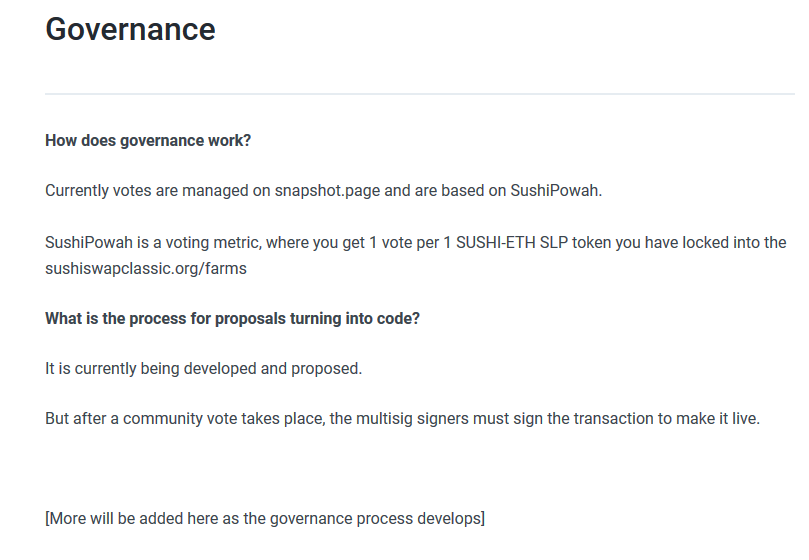 Governance
How does governance work?
Currently votes are managed on snapshot.page and are based on SushiPowah.
SushiPowah is a voting metric, where you get 1 vote per 1 SUSHI-ETH SLP token you have locked into the
sushiswapclassic.org/farms
What is the process for proposals turning into code?
It is currently being developed and proposed.
But after a community vote takes place, the multisig signers must sign the transaction to make it live.
[More will be added here as the governance process develops]